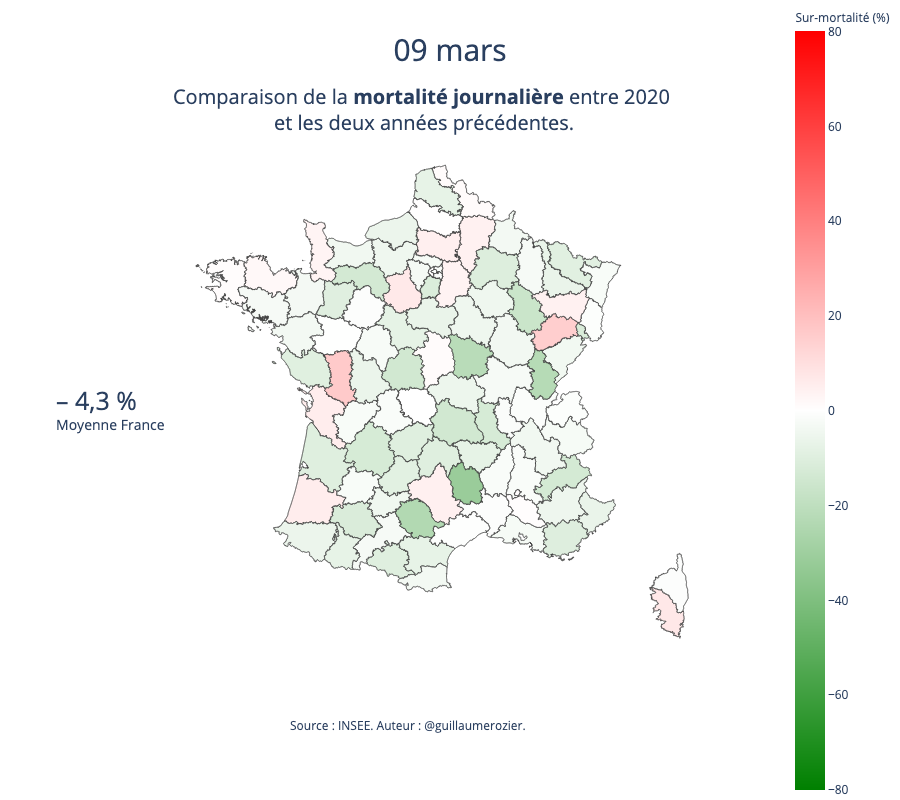 Sur-mortalité (%)
09 mars
Comparaison de la mortalité journalière entre 2020
et les deux années précédentes.
– 4,3 %
Moyenne France
80
60
40
20
0
−20
−40
−60
−80
Source : INSEE. Auteur : @guillaumerozier.